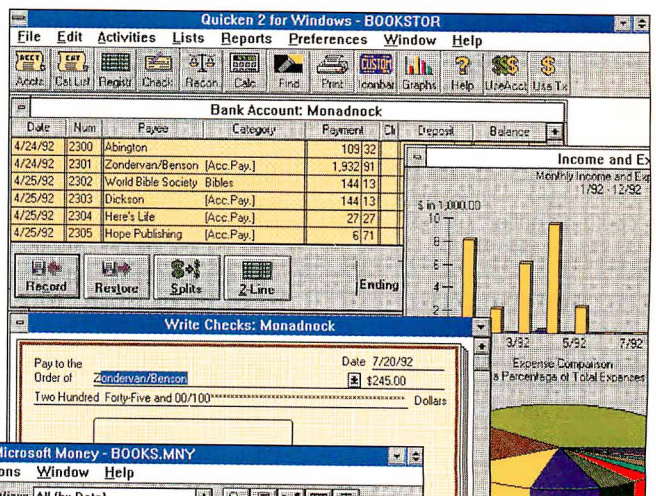 Quicken 2 for Windows - BOOKSTOR
File Edit Activities Lists Reports Preferences Window Help
ACCT CAT CUSTOM
Accts Cat List Registr Check Recon Calc Find Print Iconbar Graphs Help UseAcct Use Tx
Bank Account: Monadnock
Date Num Payee Category Payment Clr Deposit Balance
4/24/92 2300 Abington 109 32
4/24/92 2301 Zondervan/Benson [Acc.Pay.] 1,932 91
4/25/92 2302 World Bible Society Bibles 144 13
4/25/92 2303 Dickson [Acc.Pay.] 144 13
4/25/92 2304 Here's Life [Acc.Pay.] 27 27
4/25/92 2305 Hope Publishing [Acc.Pay.] 6 71
Record Restore Splits 2-Line Ending
Income and Ex
Monthly Income and Exp
1/92 - 12/92
$ in 1,000.00
10
8
6
4
2
3/92 5/92 7/92
Expense Comparison
a Percentage of Total Expenses
Write Checks: Monadnock
Pay to the
Order of Zondervan/Benson
Date 7/20/92
$245.00
Two Hundred Forty-Five and 00/100****************************************** Dollars
Microsoft Money - BOOKS.MNY
ons Window Help
View: All (by Date)